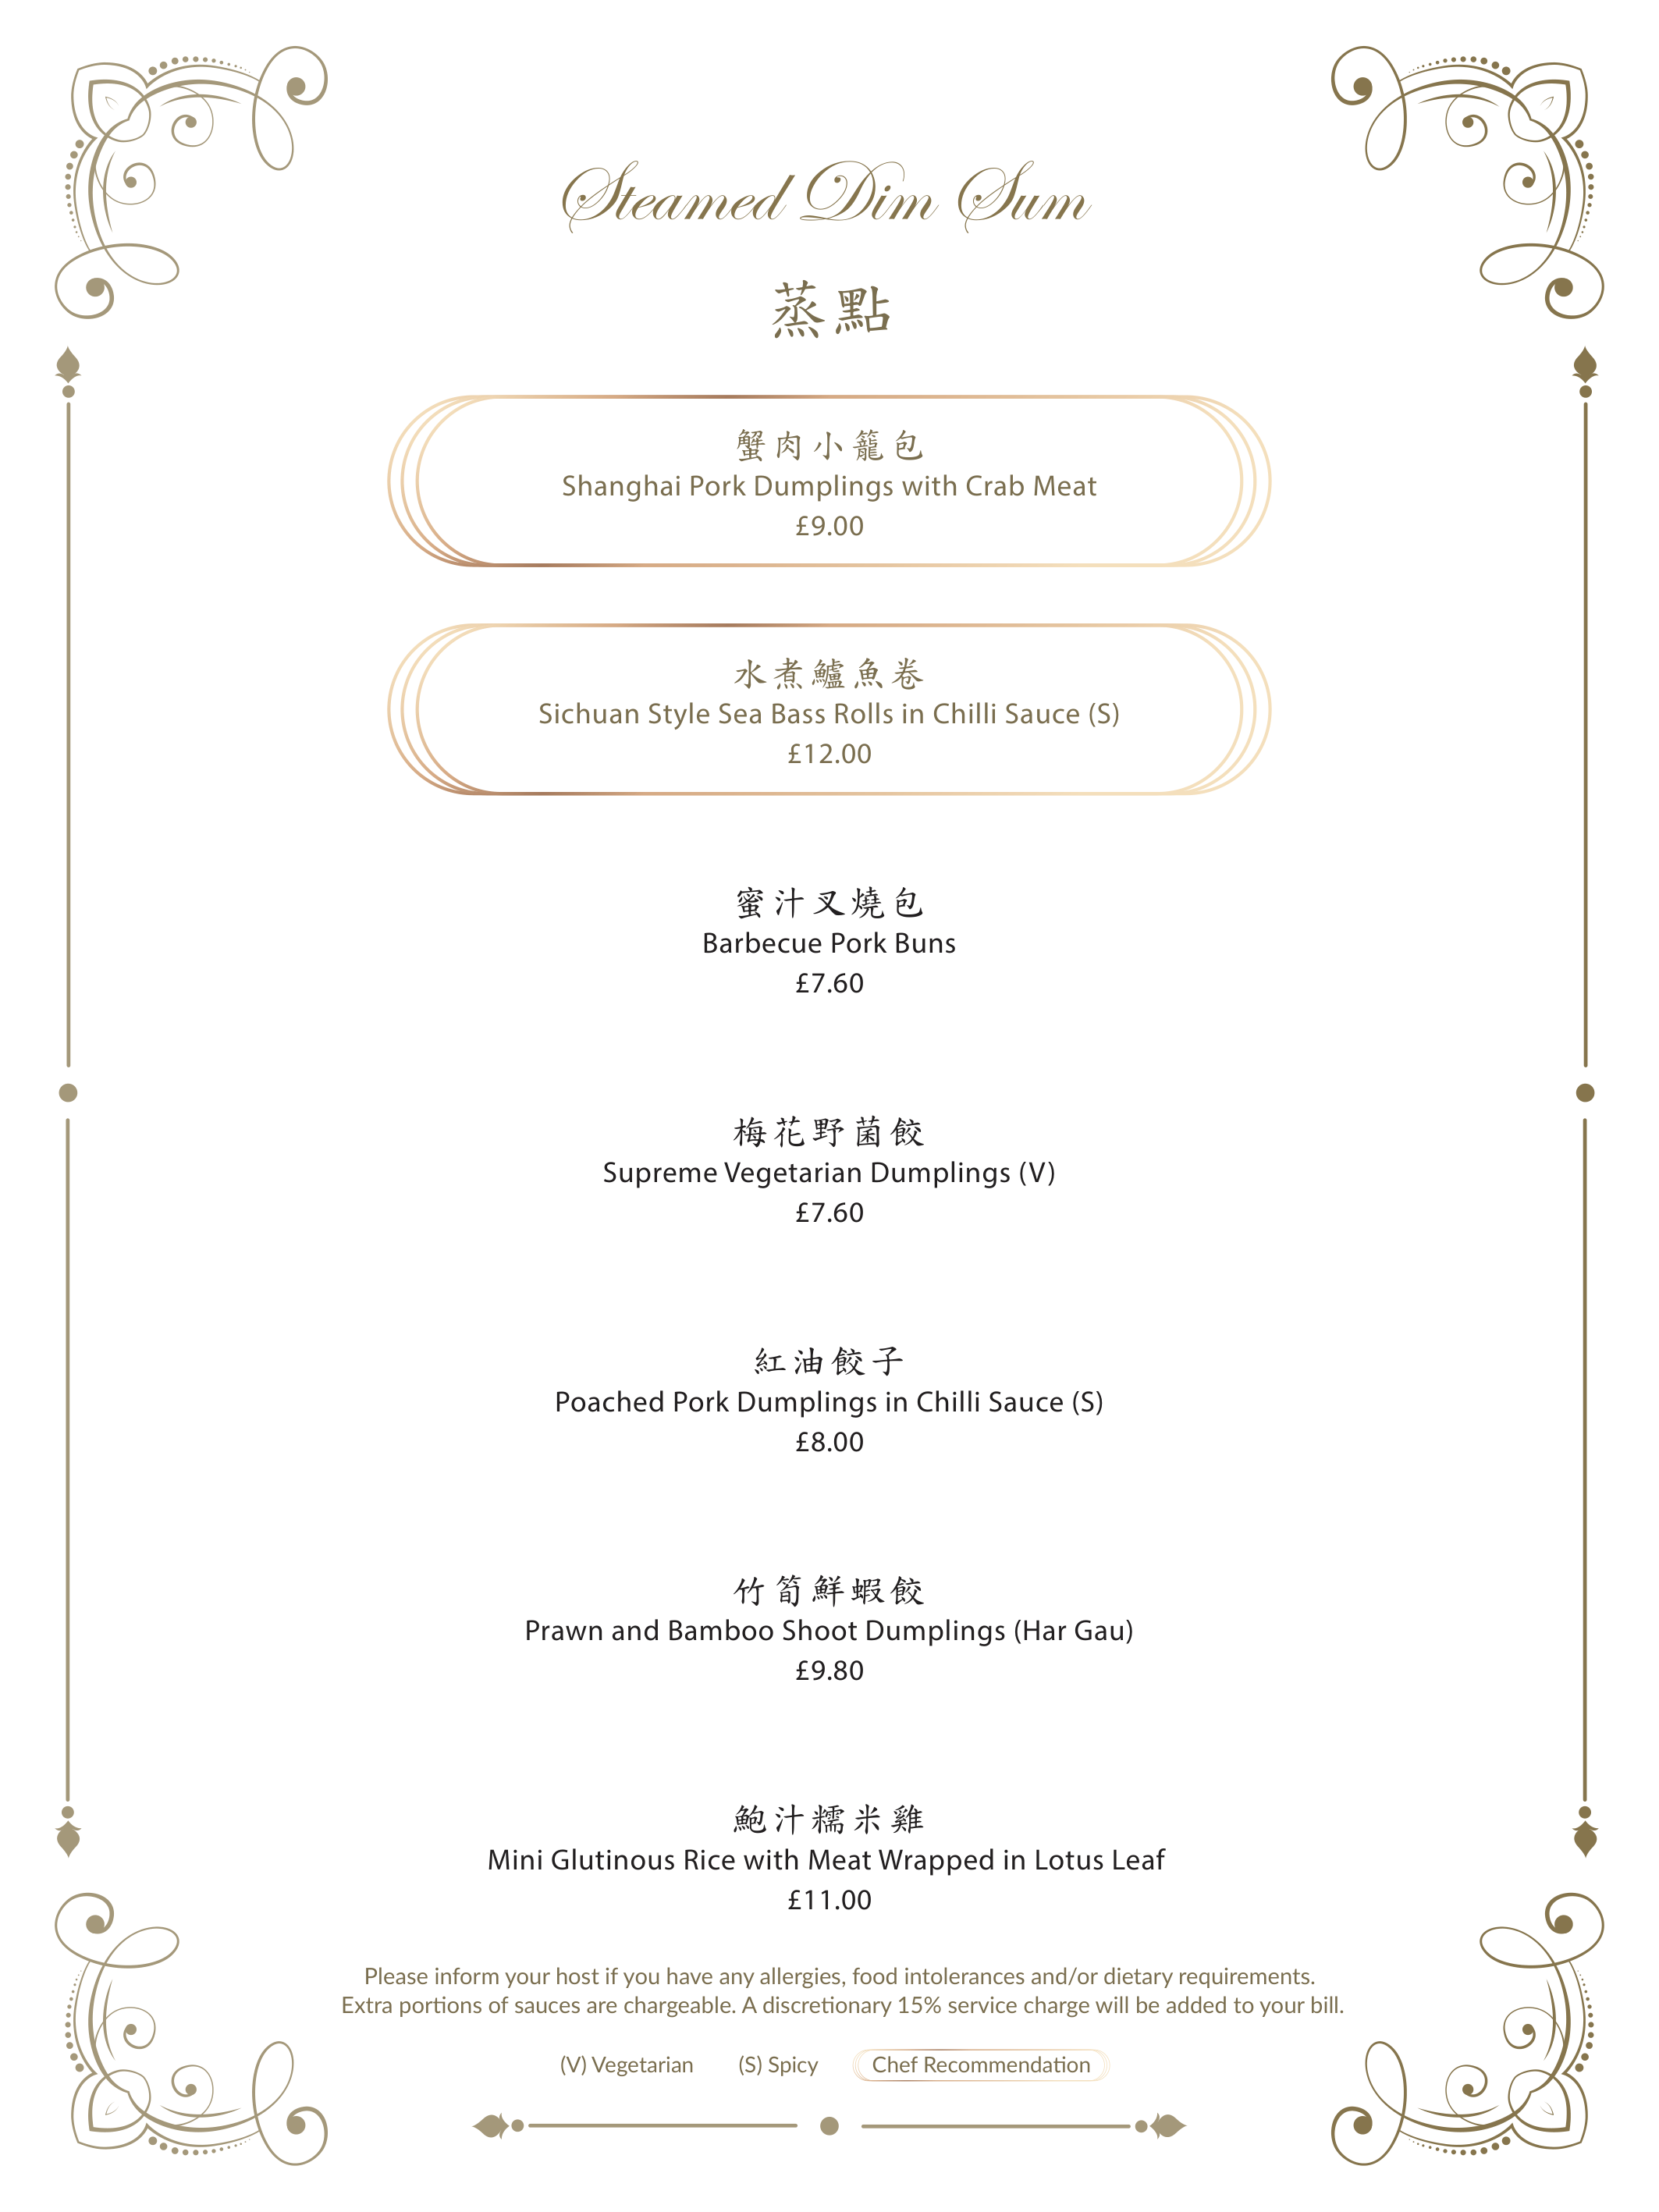 Steamed Dim Sum
蒸點
蟹肉小籠包
Shanghai Pork Dumplings with Crab Meat
£9.00
水煮鱸魚卷
Sichuan Style Sea Bass Rolls in Chilli Sauce (S)
£12.00
蜜汁叉燒包
Barbecue Pork Buns
£7.60
梅花野菌餃
Supreme Vegetarian Dumplings (V)
£7.60
紅油餃子
Poached Pork Dumplings in Chilli Sauce (S)
£8.00
竹筍鮮蝦餃
Prawn and Bamboo Shoot Dumplings (Har Gau)
£9.80
鮑汁糯米雞
Mini Glutinous Rice with Meat Wrapped in Lotus Leaf
£11.00
Please inform your host if you have any allergies, food intolerances and/or dietary requirements.
Extra portions of sauces are chargeable. A discretionary 15% service charge will be added to your bill.
(V) Vegetarian (S) Spicy Chef Recommendation